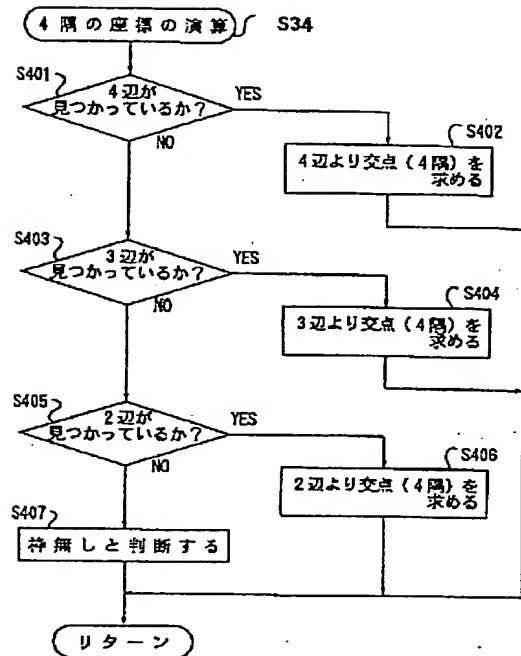 4隅の座標の演算
S34
S401
4辺が
見つかっているか？
YES
NO
S402
4辺より交点（4隅）を
求める
S403
3辺が
見つかっているか？
YES
NO
S404
3辺より交点（4隅）を
求める
S405
2辺が
見つかっているか？
YES
NO
S406
2辺より交点（4隅）を
求める
S407
枠無しと判断する
リターン